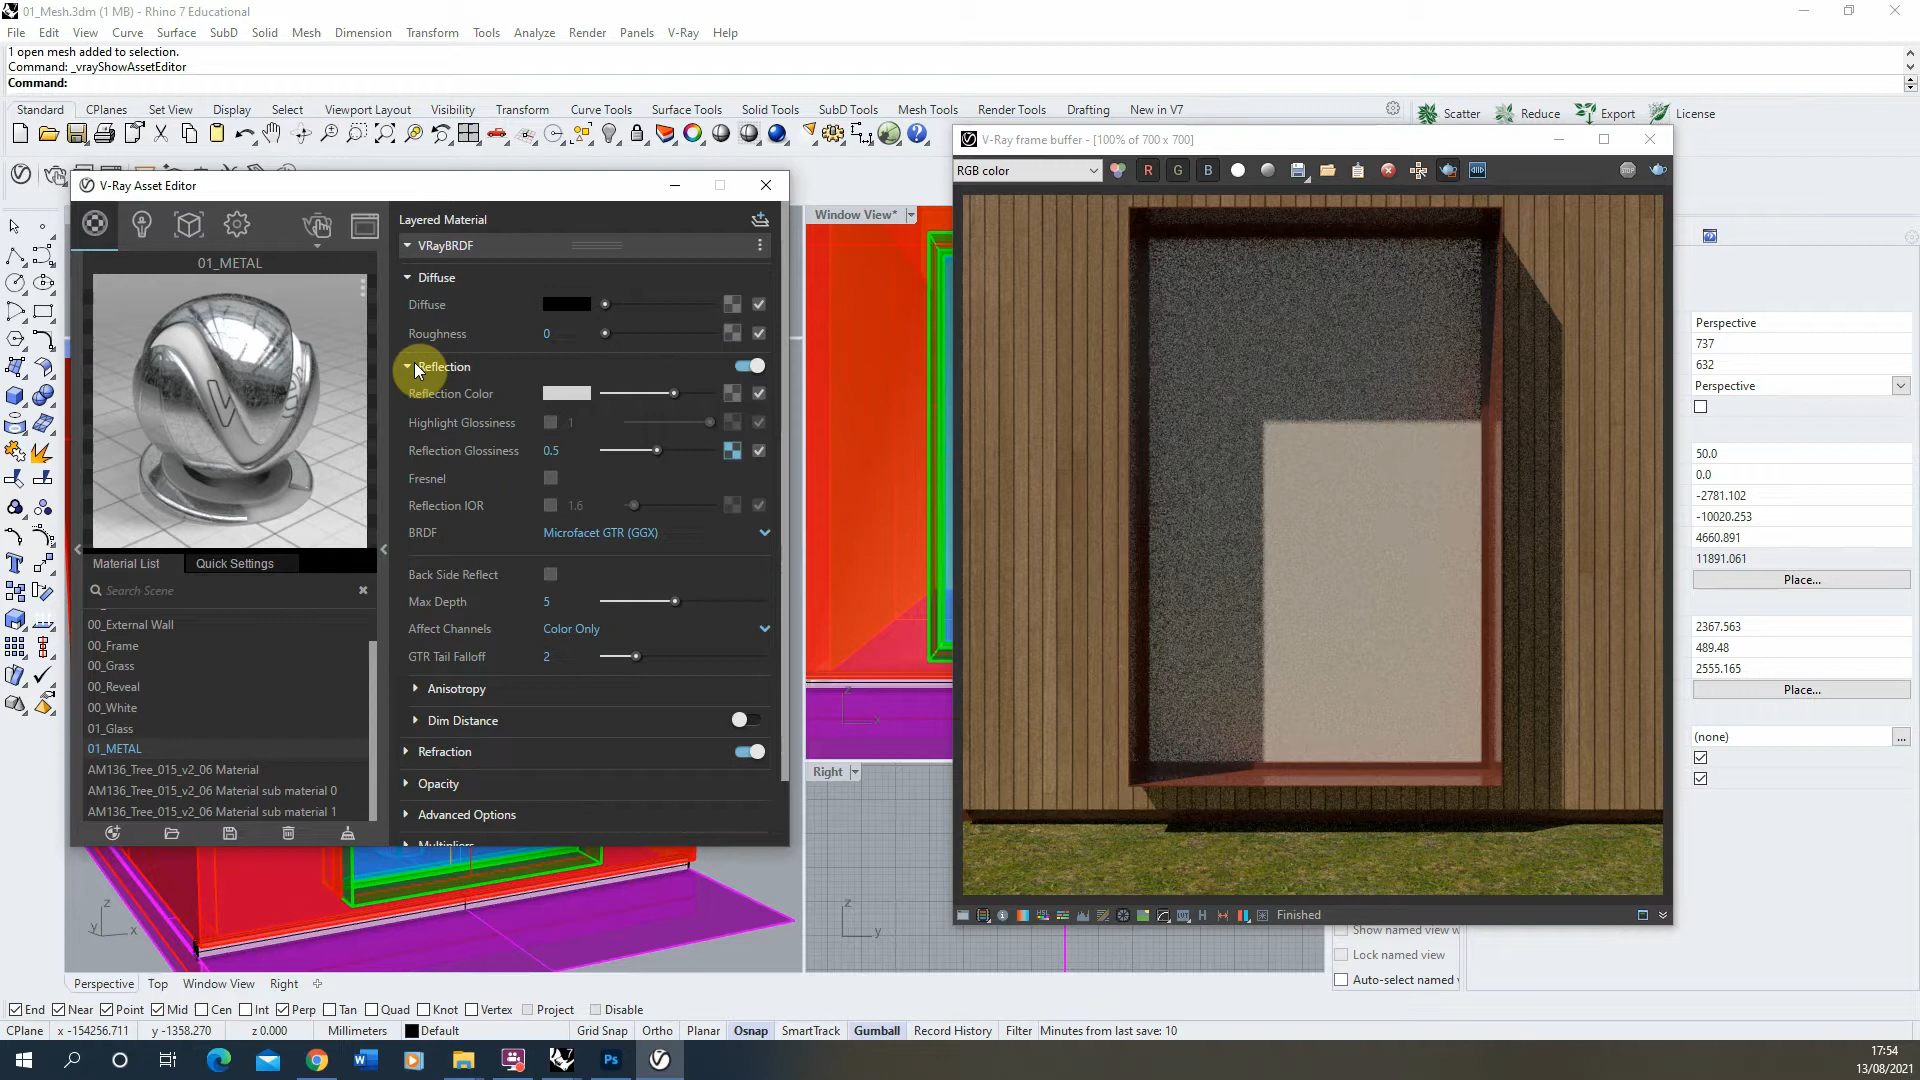 01_Mesh.3dm (1 MB) - Rhino 7 Educational
File Edit View Curve Surface SubD Solid Mesh Dimension Transform Tools Analyze Render Panels V-Ray Help
1 open mesh added to selection.
Command: _vrayShowAssetEditor
Command:
Standard CPlanes Set View Display Select Viewport Layout Visibility Transform Curve Tools Surface Tools Solid Tools SubD Tools Mesh Tools Render Tools Drafting New in V7
Scatter Reduce Export License
V-Ray frame buffer - [100% of 700 x 700]
RGB color
R G B
V-Ray Asset Editor
Window View*
Layered Material
VRayBRDF
01_METAL
Diffuse
Diffuse
Roughness 0
Reflection
Reflection Color
Highlight Glossiness 1
Reflection Glossiness 0.5
Fresnel
Reflection IOR 1.6
BRDF Microfacet GTR (GGX)
Back Side Reflect
Max Depth 5
Affect Channels Color Only
GTR Tail Falloff 2
Anisotropy
Dim Distance
Refraction
Opacity
Advanced Options
Multipliers
Material List Quick Settings
Search Scene
00_External Wall
00_Frame
00_Grass
00_Reveal
00_White
01_Glass
01_METAL
AM136_Tree_015_v2_06 Material
AM136_Tree_015_v2_06 Material sub material 0
AM136_Tree_015_v2_06 Material sub material 1
Right
Perspective
737
632
Perspective
50.0
0.0
-2781.102
-10020.253
4660.891
11891.061
Place...
2367.563
489.48
2555.165
Place...
(none) ...
Finished
Show named view w
Lock named view
Auto-select named v
z
y
x
z
x
z
y
Perspective Top Window View Right
End Near Point Mid Cen Int Perp Tan Quad Knot Vertex Project Disable
CPlane x -154256.711 y -1358.270 z 0.000 Millimeters Default Grid Snap Ortho Planar Osnap SmartTrack Gumball Record History Filter Minutes from last save: 10
17:54
13/08/2021